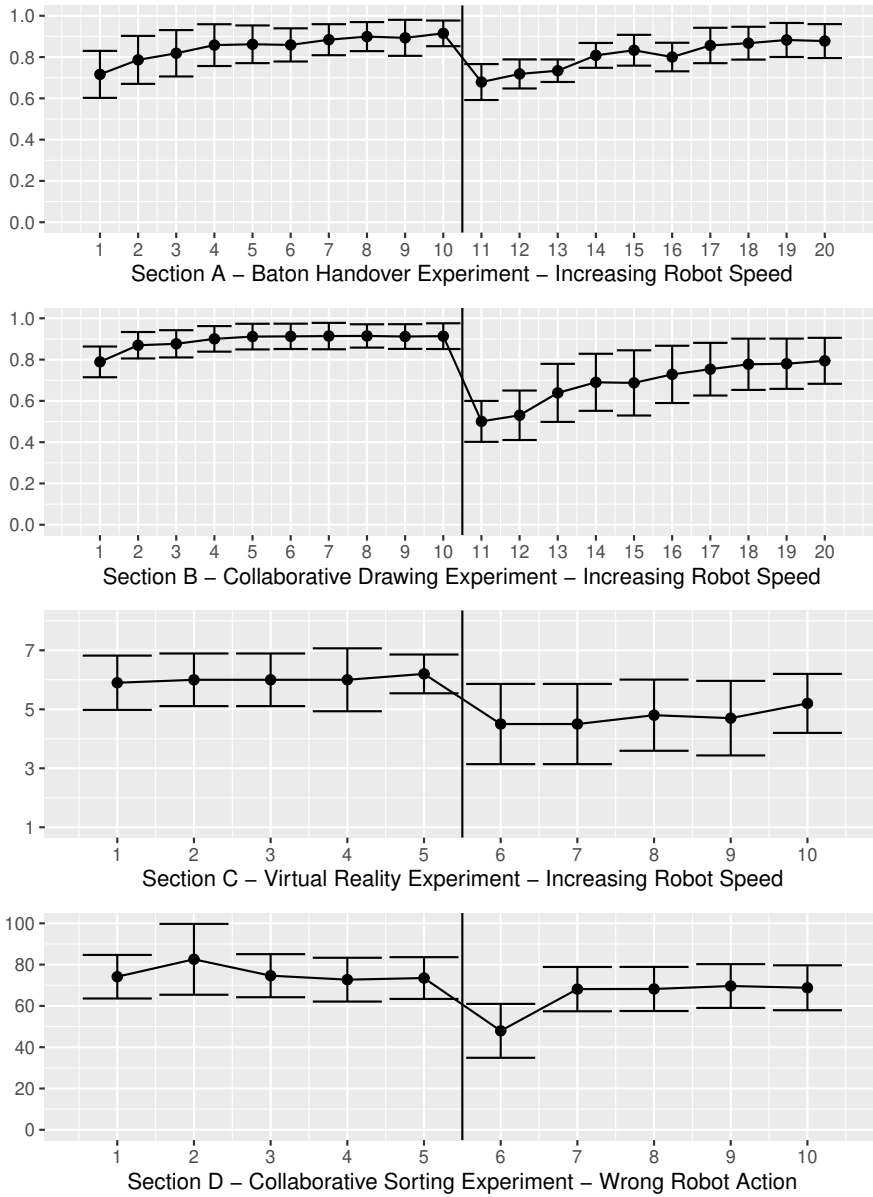 1.0
0.8
0.6
0.4
0.2
0.0
1 2 3 4 5 6 7 8 9 10 11 12 13 14 15 16 17 18 19 20
Section A − Baton Handover Experiment − Increasing Robot Speed
1.0
0.8
0.6
0.4
0.2
0.0
1 2 3 4 5 6 7 8 9 10 11 12 13 14 15 16 17 18 19 20
Section B − Collaborative Drawing Experiment − Increasing Robot Speed
7
5
3
1
1 2 3 4 5 6 7 8 9 10
Section C − Virtual Reality Experiment − Increasing Robot Speed
100
80
60
40
20
0
1 2 3 4 5 6 7 8 9 10
Section D − Collaborative Sorting Experiment − Wrong Robot Action